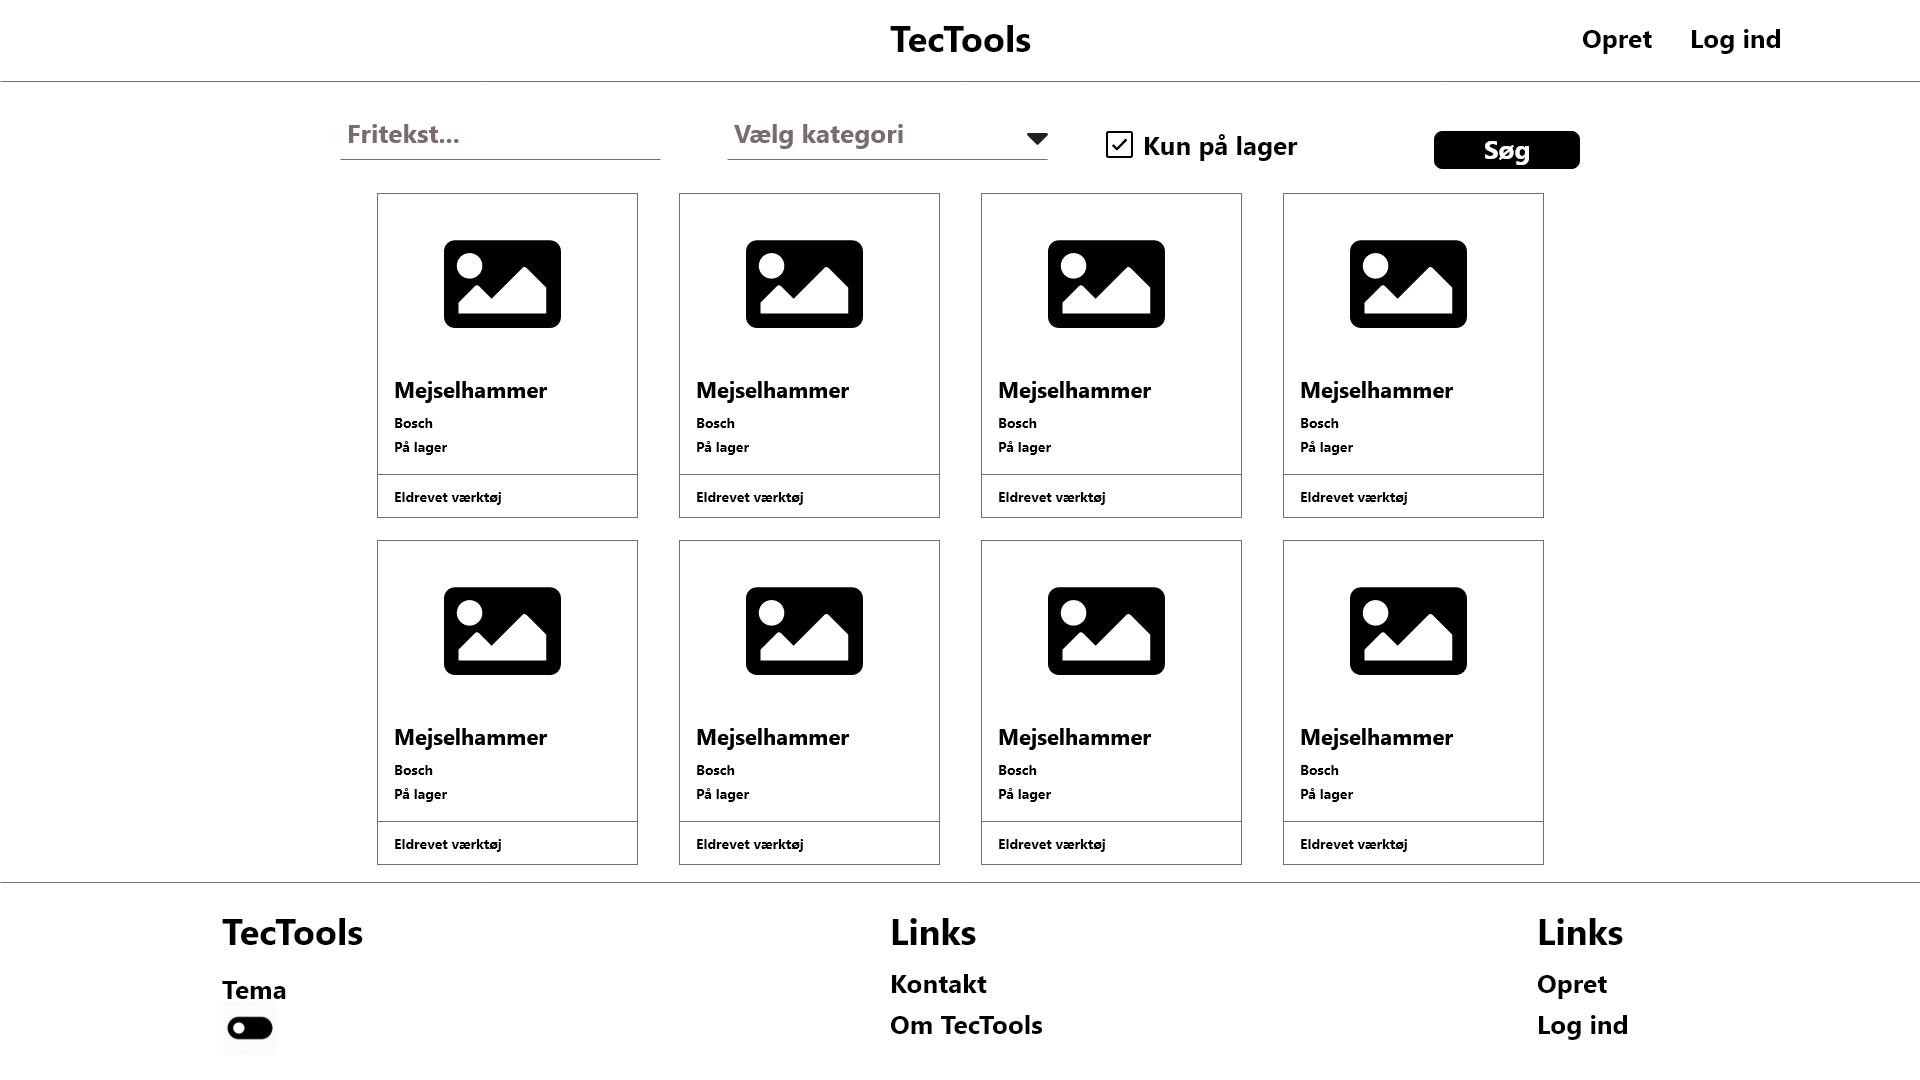 TecTools
Opret
Log ind
Fritekst...
Vælg kategori
Kun på lager
Søg
Mejselhammer
Bosch
På lager
Eldrevet værktøj
Mejselhammer
Bosch
På lager
Eldrevet værktøj
Mejselhammer
Bosch
På lager
Eldrevet værktøj
Mejselhammer
Bosch
På lager
Eldrevet værktøj
Mejselhammer
Bosch
På lager
Eldrevet værktøj
Mejselhammer
Bosch
På lager
Eldrevet værktøj
Mejselhammer
Bosch
På lager
Eldrevet værktøj
Mejselhammer
Bosch
På lager
Eldrevet værktøj
TecTools
Tema
Links
Kontakt
Om TecTools
Links
Opret
Log ind